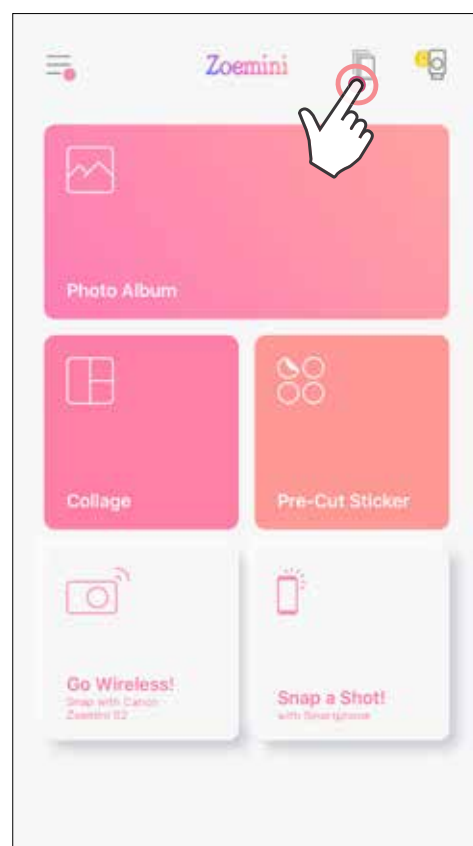 Zoemini
Photo Album
Collage
Pre-Cut Sticker
Go Wireless!
Snap with Canon
Zoemini S2
Snap a Shot!
with Smartphone